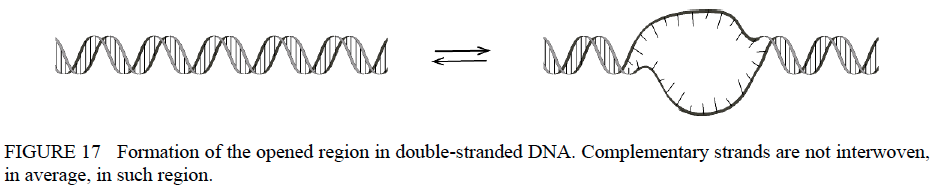 FIGURE 17 Formation of the opened region in double-stranded DNA. Complementary strands are not interwoven,
in average, in such region.